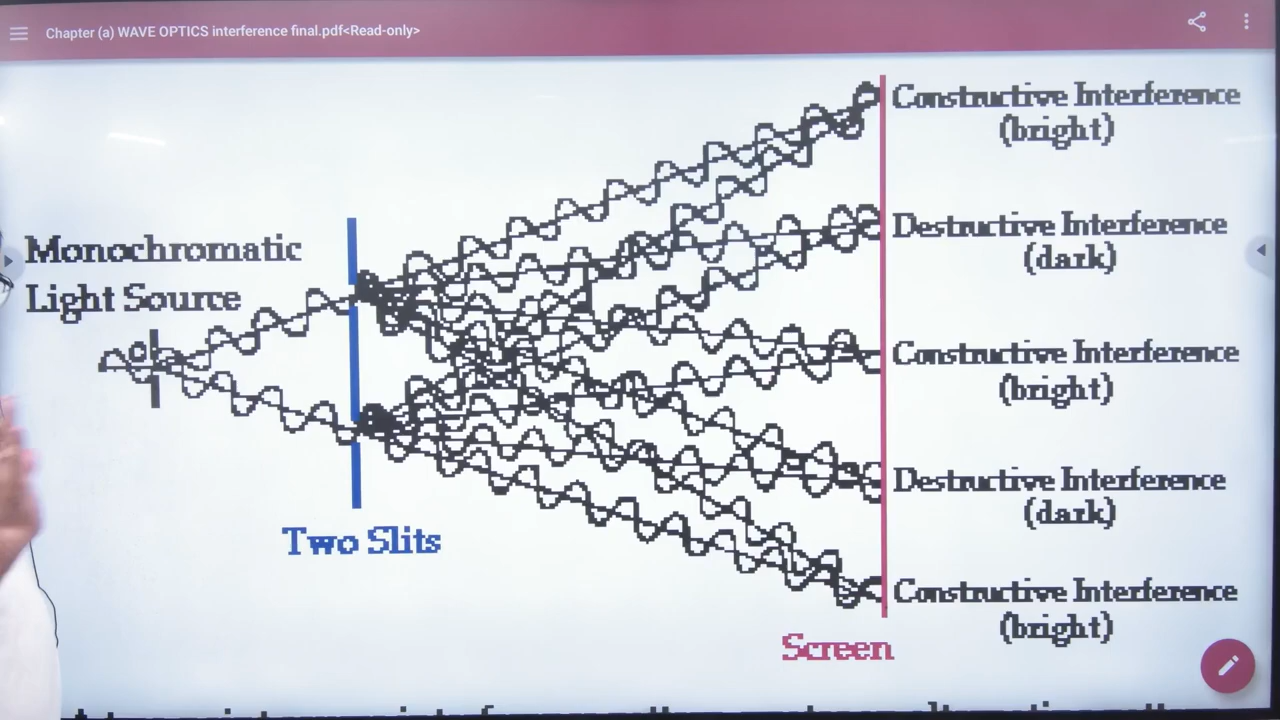 Chapter (a) WAVE OPTICS interference final.pdf<Read-only>
Constructive Interference
(bright)
Destructive Interference
(dark)
Monochromatic
Light Source
Constructive Interference
(bright)
Destructive Interference
(dark)
Two Slits
Constructive Interference
(bright)
Screen